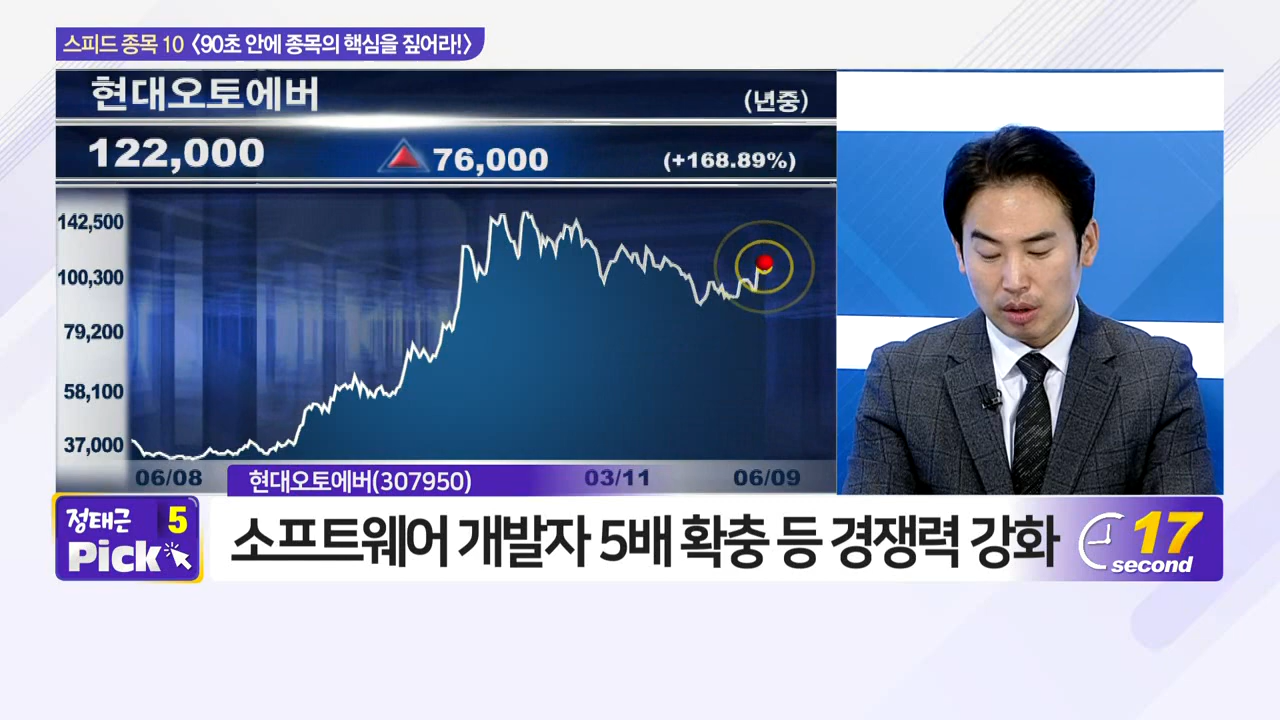 스피드 종목 10 <90초 안에 종목의 핵심을 짚어라!>
현대오토에버
(년중)
122,000
76,000
(+168.89%)
142,500
100,300
79,200
58,100
37,000
06/08
03/11
06/09
현대오토에버(307950)
정태근 5
Pick
소프트웨어 개발자 5배 확충 등 경쟁력 강화
17
second